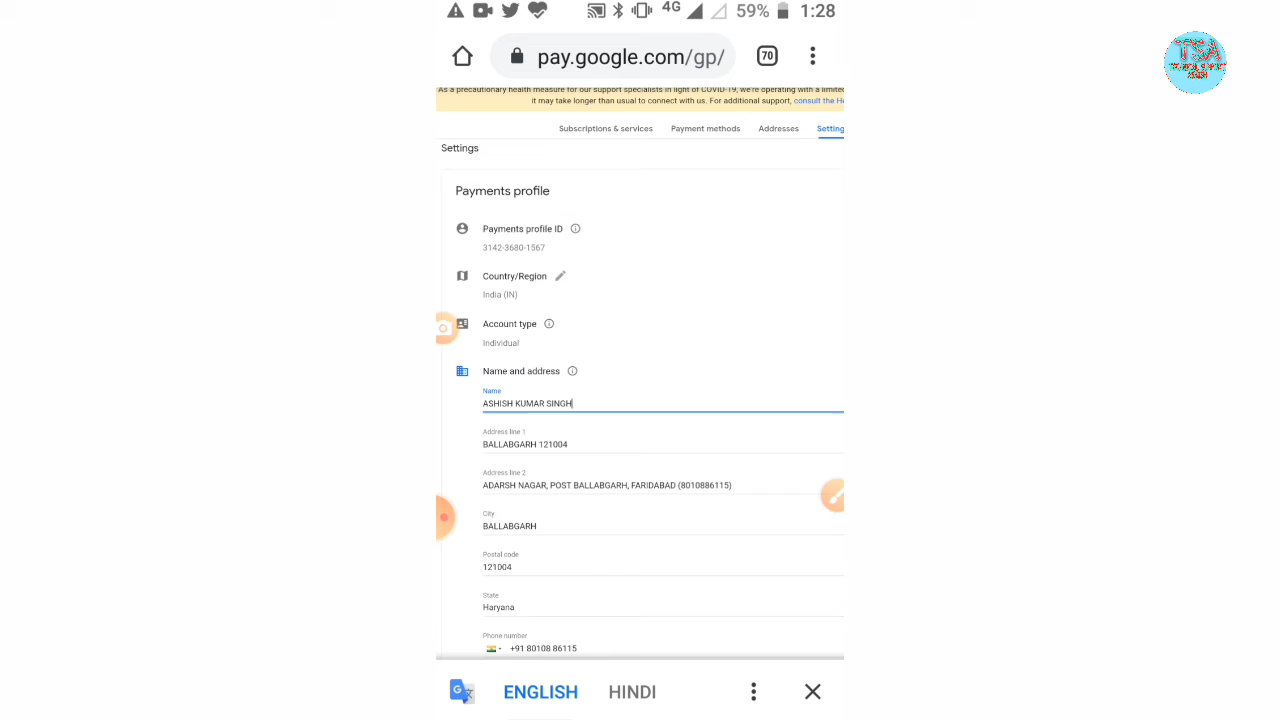 59% 1:28
4G
TSA
pay.google.com/gp/
70
As a precautionary health measure for our support specialists in light of COVID-19, we're operating with a limited
it may take longer than usual to connect with us. For additional support, consult the He
Subscriptions & services Payment methods Addresses Setting
Settings
Payments profile
Payments profile ID
3142-3680-1567
Country/Region
India (IN)
Account type
Individual
Name and address
Name
ASHISH KUMAR SINGH
Address line 1
BALLABGARH 121004
Address line 2
ADARSH NAGAR, POST BALLABGARH, FARIDABAD (8010886115)
City
BALLABGARH
Postal code
121004
State
Haryana
Phone number
+91 80108 86115
ENGLISH HINDI